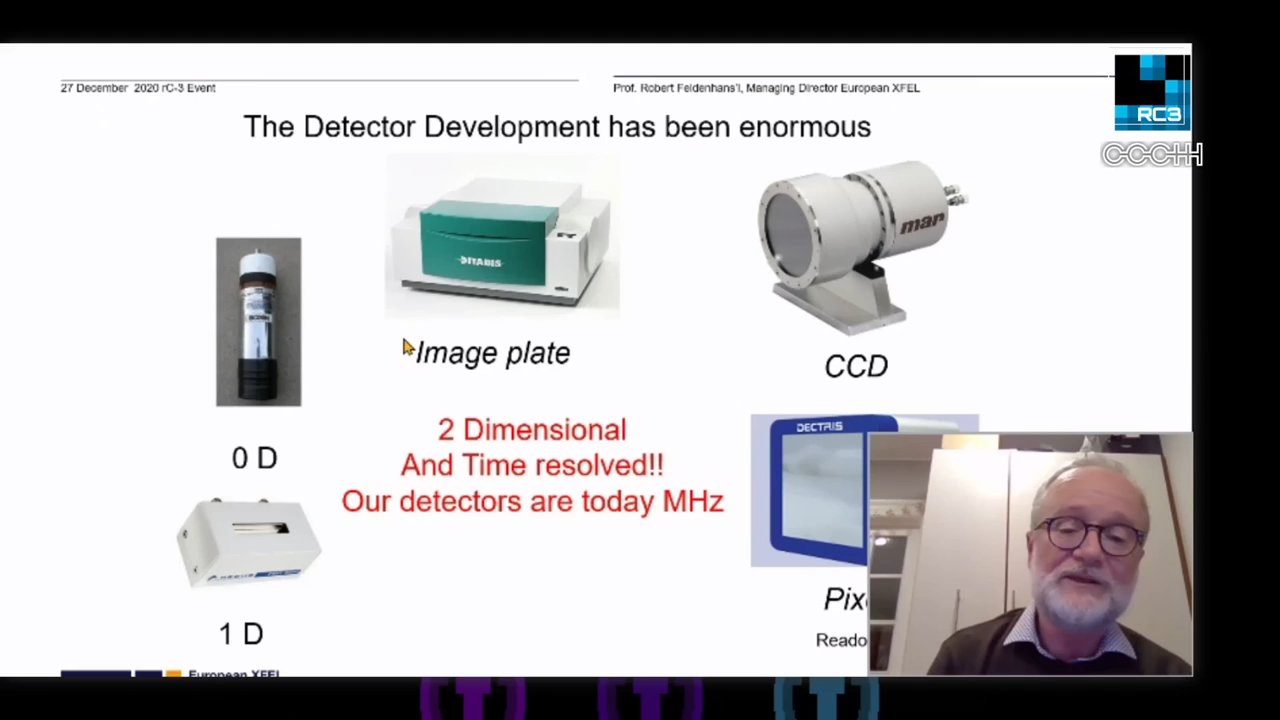 27 December 2020 rC-3 Event
Prof. Robert Feidenhans'l, Managing Director European XFEL
RC3
CCCHH
The Detector Development has been enormous
DITABIS
mar
Image plate
CCD
0 D
2 Dimensional
And Time resolved!!
Our detectors are today MHz
DECTRIS
1 D
European XFEL